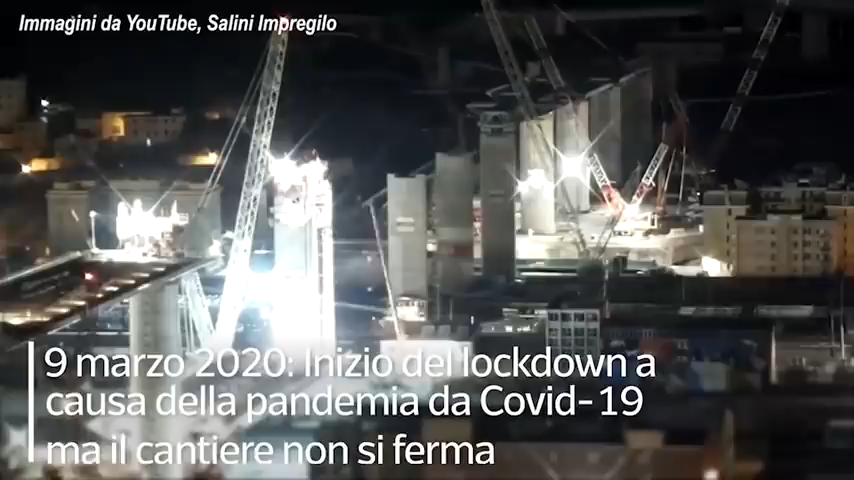 Immagini da YouTube, Salini Impregilo
9 marzo 2020: Inizio del lockdown a
causa della pandemia da Covid-19
ma il cantiere non si ferma